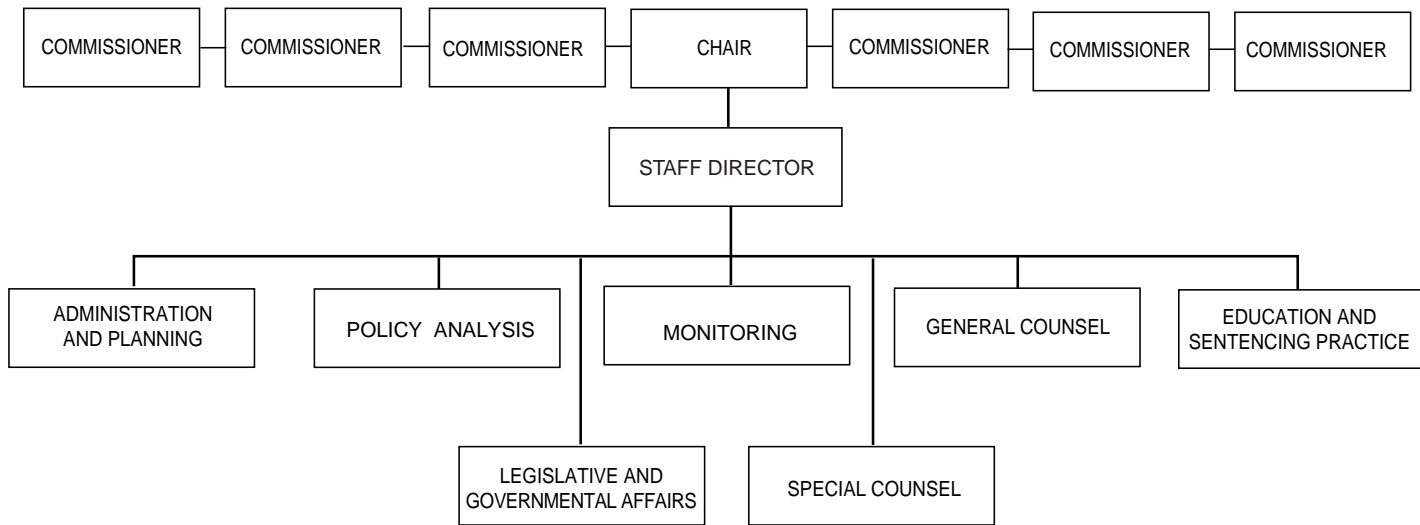 COMMISSIONER
COMMISSIONER
COMMISSIONER
CHAIR
COMMISSIONER
COMMISSIONER
COMMISSIONER
STAFF DIRECTOR
ADMINISTRATION
AND PLANNING
POLICY ANALYSIS
MONITORING
GENERAL COUNSEL
EDUCATION AND
SENTENCING PRACTICE
LEGISLATIVE AND
GOVERNMENTAL AFFAIRS
SPECIAL COUNSEL